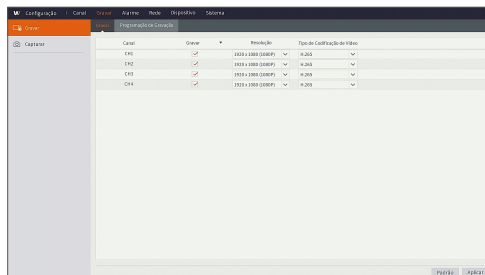 W Configuração Canal Gravar Alarme Rede Dispositivo Sistema
Gravar Gravar Programação de Gravação
Capturar
Canal Gravar Resolução Tipo de Codificação de Vídeo
CH1 1920 x 1080 (1080P) H.265
CH2 1920 x 1080 (1080P) H.265
CH3 1920 x 1080 (1080P) H.265
CH4 1920 x 1080 (1080P) H.265
Padrão Aplicar